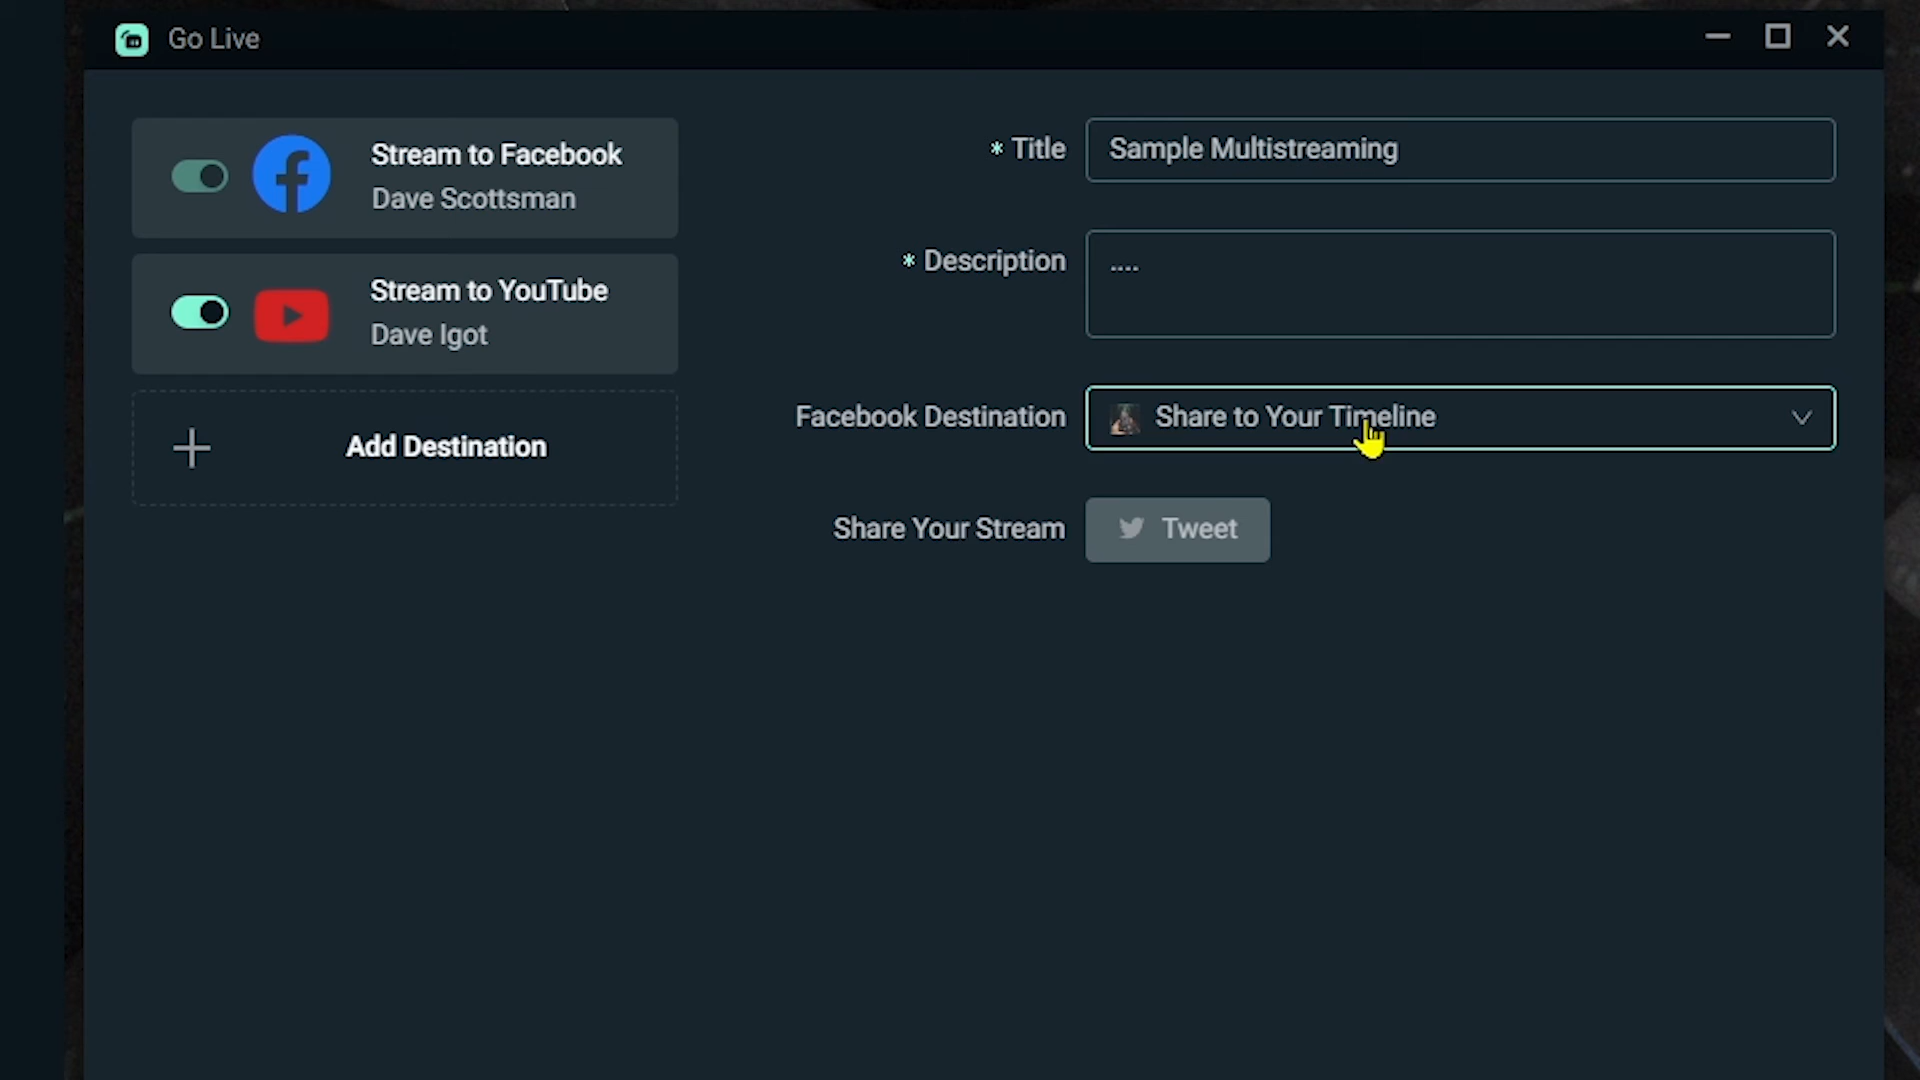 Go Live
Stream to Facebook
Dave Scottsman
Stream to YouTube
Dave Igot
Add Destination
* Title
Sample Multistreaming
* Description
....
Facebook Destination
Share to Your Timeline
Share Your Stream
Tweet